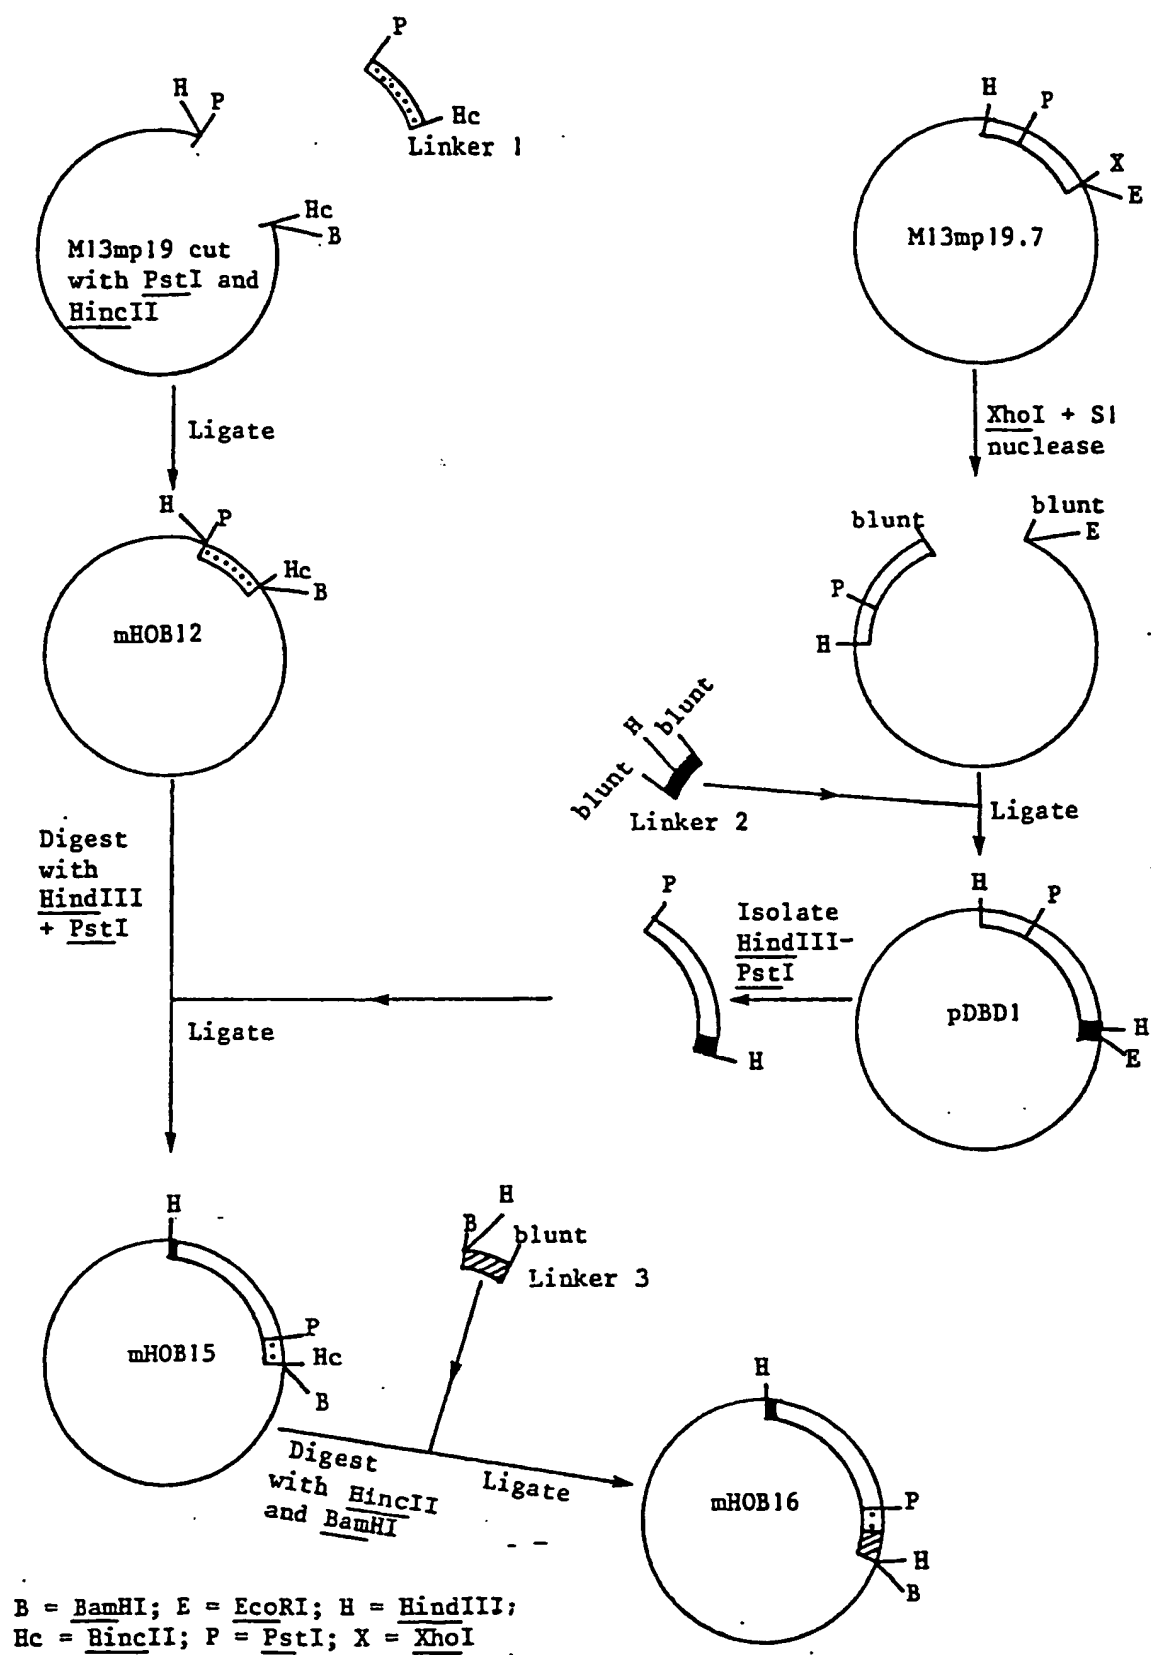 P
Hc
Linker 1
H
P
Hc
B
M13mp19 cut
with PstI and
HincII
Ligate
H
P
X
E
M13mp19.7
XhoI + S1
nuclease
H
P
Hc
B
mHOB12
blunt
blunt
E
P
H
H
blunt
blunt
Linker 2
Ligate
Digest
with
HindIII
+ PstI
Ligate
P
H
Isolate
HindIII-
PstI
H
P
pDBD1
H
E
H
mHOB15
P
Hc
B
B
H
blunt
Linker 3
Digest
with HincII
and BamHI
Ligate
H
mHOB16
P
H
B
B = BamHI; E = EcoRI; H = HindIII;
Hc = HincII; P = PstI; X = XhoI